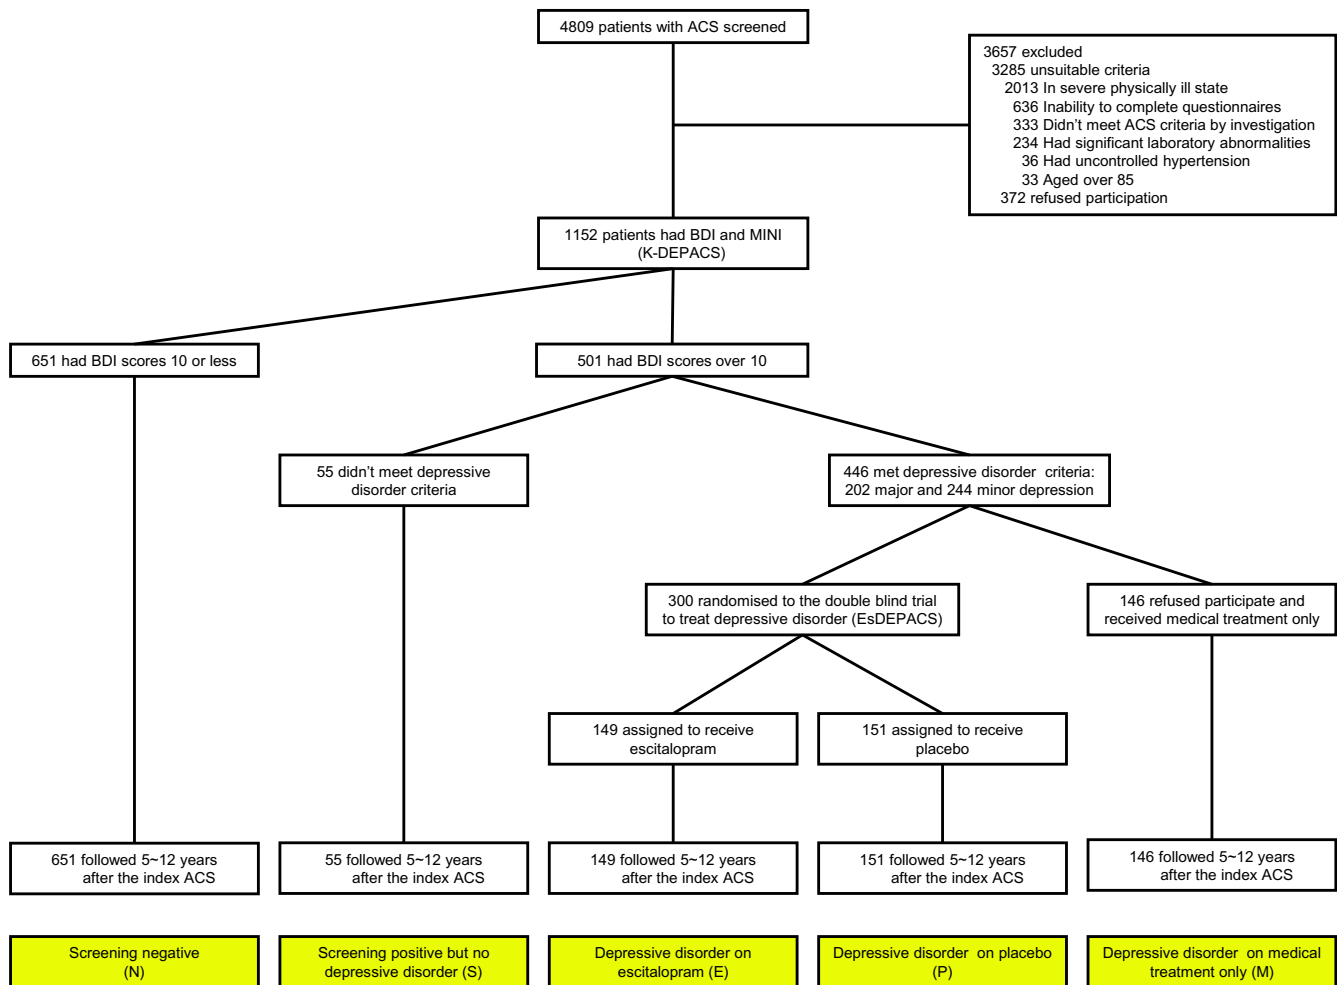 4809 patients with ACS screened
3657 excluded
3285 unsuitable criteria
2013 In severe physically ill state
636 Inability to complete questionnaires
333 Didn't meet ACS criteria by investigation
234 Had significant laboratory abnormalities
36 Had uncontrolled hypertension
33 Aged over 85
372 refused participation
1152 patients had BDI and MINI
(K-DEPACS)
651 had BDI scores 10 or less
501 had BDI scores over 10
55 didn't meet depressive
disorder criteria
446 met depressive disorder criteria:
202 major and 244 minor depression
300 randomised to the double blind trial
to treat depressive disorder (EsDEPACS)
146 refused participate and
received medical treatment only
149 assigned to receive
escitalopram
151 assigned to receive
placebo
651 followed 5~12 years
after the index ACS
55 followed 5~12 years
after the index ACS
149 followed 5~12 years
after the index ACS
151 followed 5~12 years
after the index ACS
146 followed 5~12 years
after the index ACS
Screening negative
(N)
Screening positive but no
depressive disorder (S)
Depressive disorder on
escitalopram (E)
Depressive disorder on placebo
(P)
Depressive disorder on medical
treatment only (M)